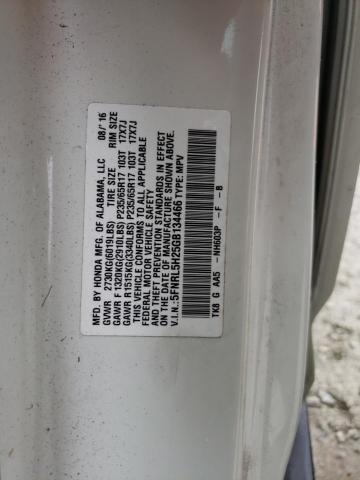 MFD. BY HONDA MFG. OF ALABAMA, LLC 08/'16
GVWR 2730KG(6019LBS) TIRE SIZE RIM SIZE
GAWR F 1320KG(2910LBS) P235/65R17 103T 17X7J
GAWR R1515KG(3340LBS) P235/65R17 103T 17X7J
THIS VEHICLE CONFORMS TO ALL APPLICABLE
FEDERAL MOTOR VEHICLE SAFETY
AND THEFT PREVENTION STANDARDS IN EFFECT
ON THE DATE OF MANUFACTURE SHOWN ABOVE.
V.I.N.:5FNRL5H25GB134466 TYPE: MPV
TK8 G AA5 -NH603P -F -B